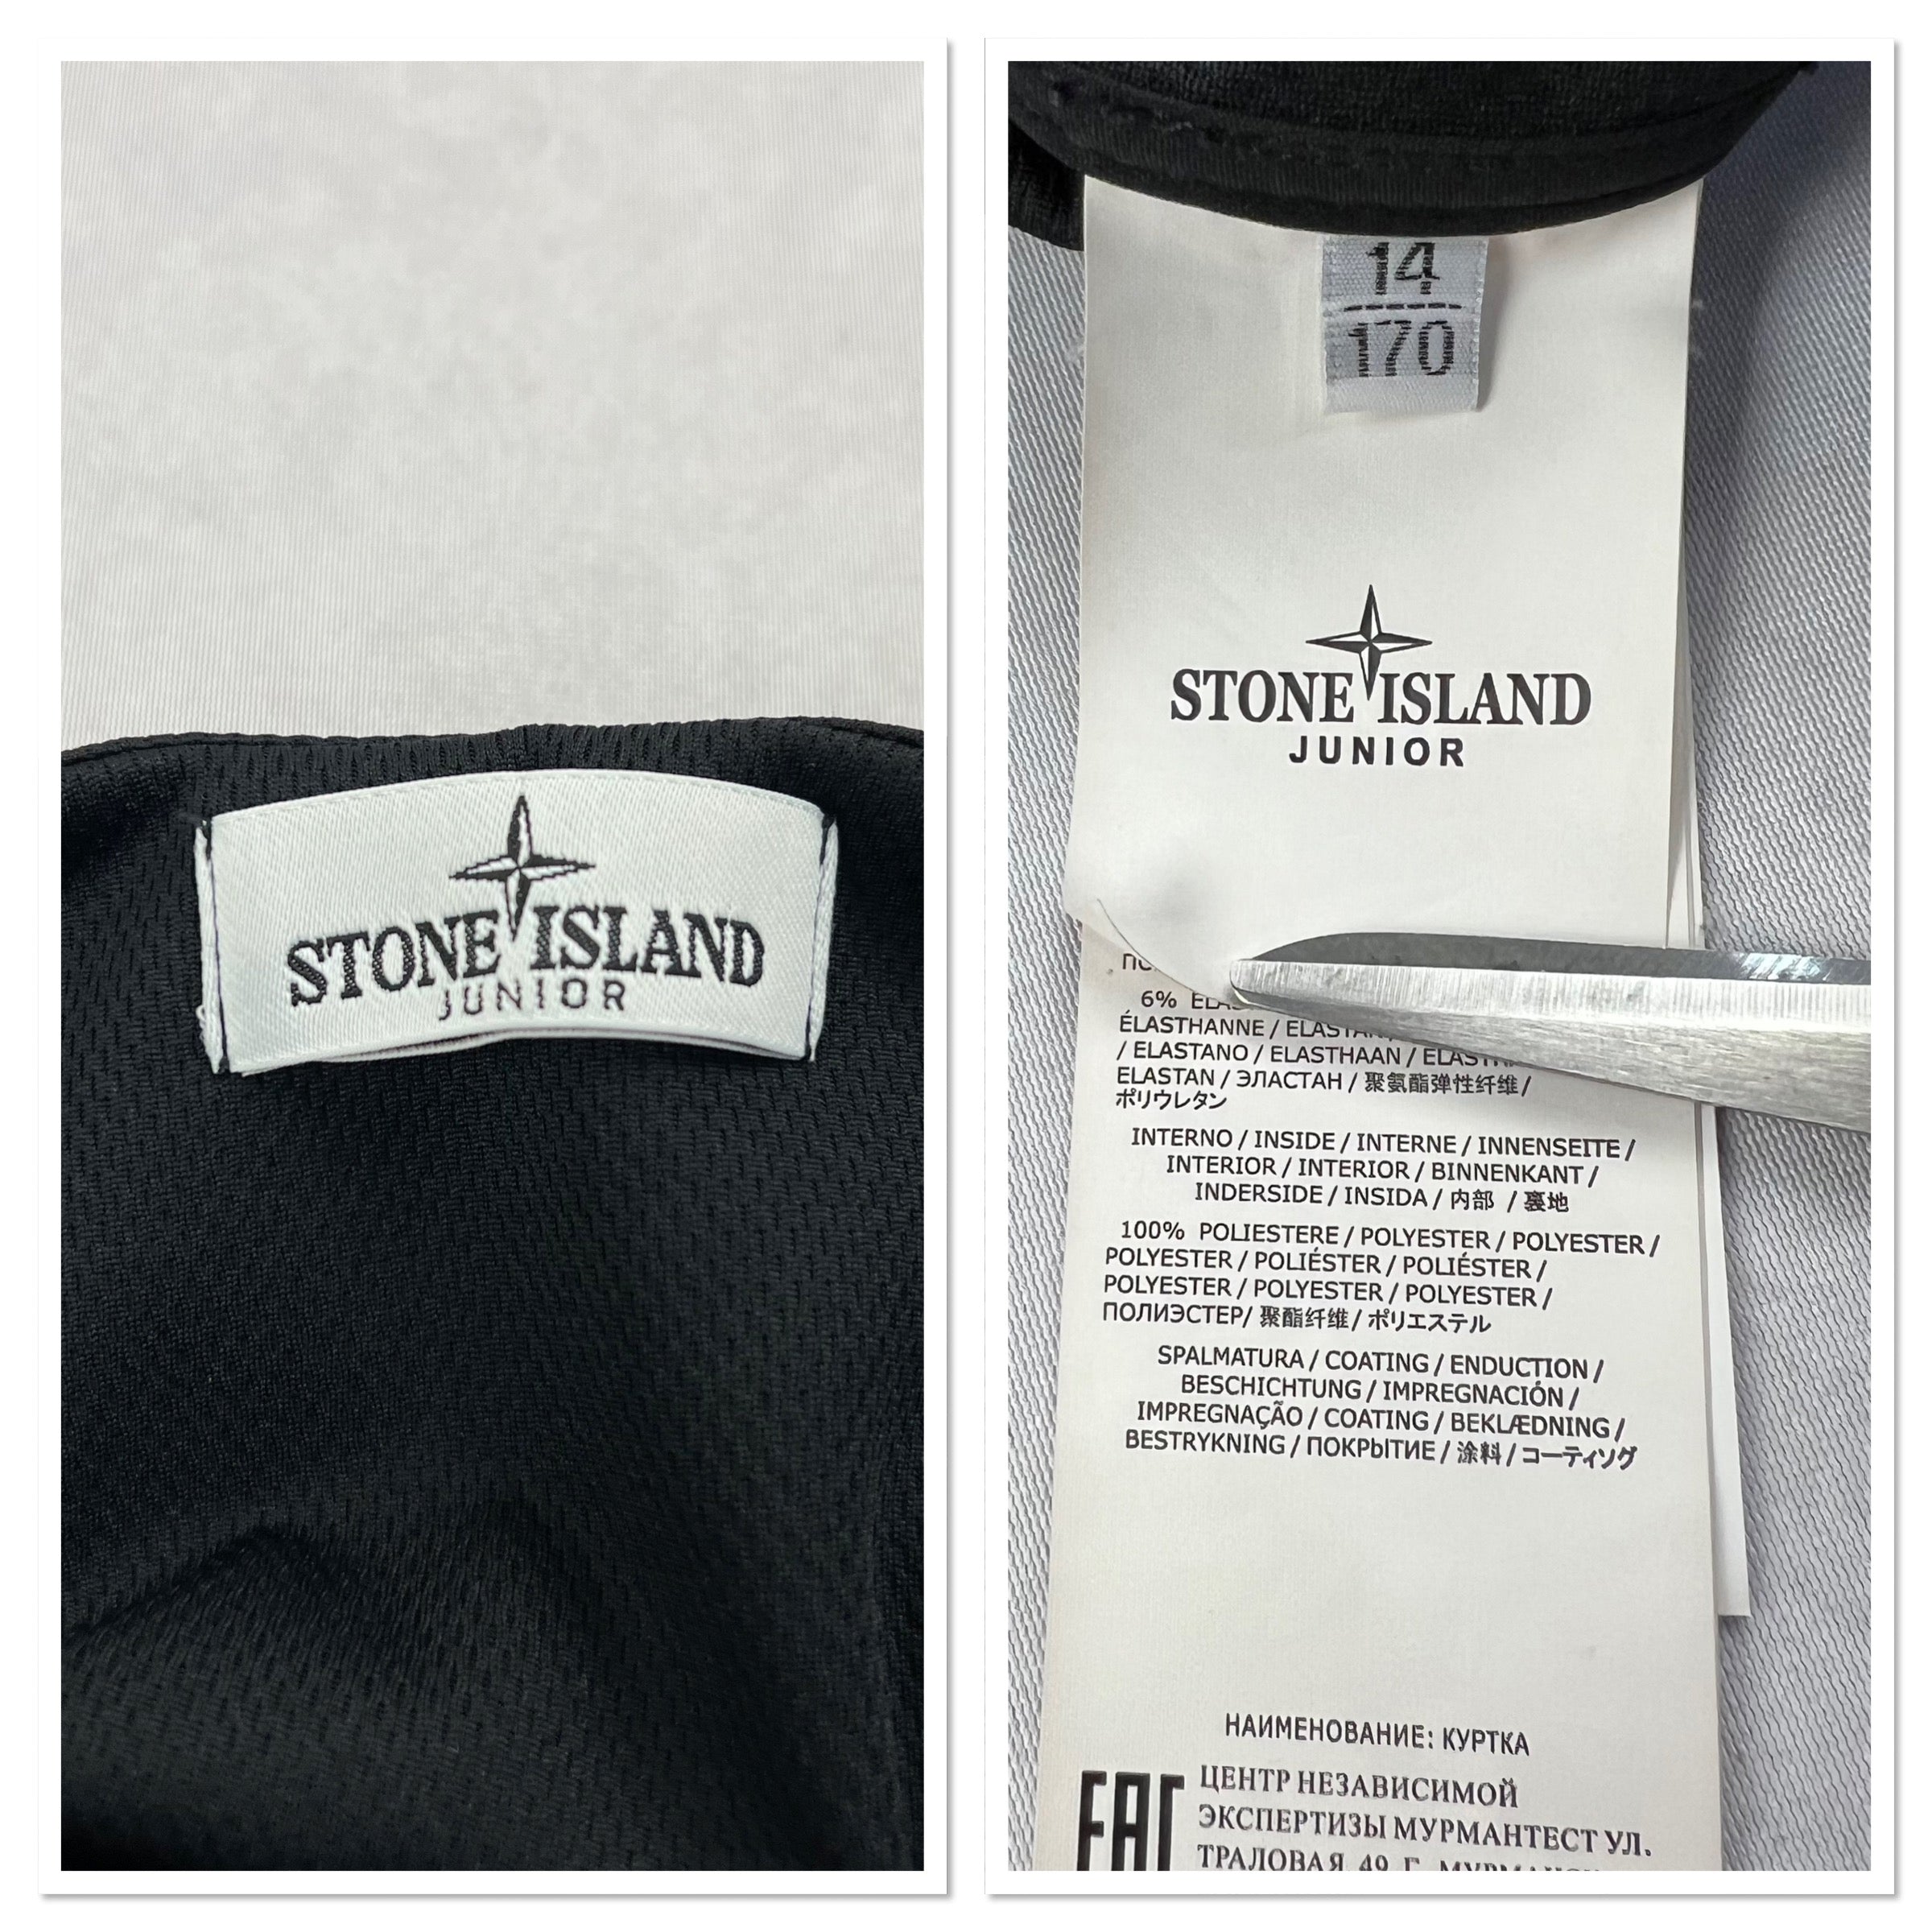 STONE ISLAND
JUNIOR
14
170
STONE ISLAND
JUNIOR
6%
ÉLASTHANNE /
/ ELASTANO / ELASTHAAN /
ELASTAN / ЭЛАСТАН / 聚氨酯弹性纤维/
ポリウレタン
INTERNO / INSIDE / INTERNE / INNENSEITE /
INTERIOR / INTERIOR / BINNENKANT /
INDERSIDE / INSIDA / 内部 / 裏地
100% POLIESTERE / POLYESTER / POLYESTER /
POLYESTER / POLIÉSTER / POLIÉSTER /
POLYESTER / POLYESTER / POLYESTER /
ПОЛИЭСТЕР/ 聚酯纤维/ ポリエステル
SPALMATURA / COATING / ENDUCTION /
BESCHICHTUNG / IMPREGNACIÓN /
IMPREGNAÇÃO / COATING / BEKLÆDNING /
BESTRYKNING / ПОКРЫТИЕ / 涂料 / コーティング
НАИМЕНОВАНИЕ: КУРТКА
EAC
ЦЕНТР НЕЗАВИСИМОЙ
ЭКСПЕРТИЗЫ МУРМАНТЕСТ УЛ.
ТРАЛОВАЯ 49 Г.